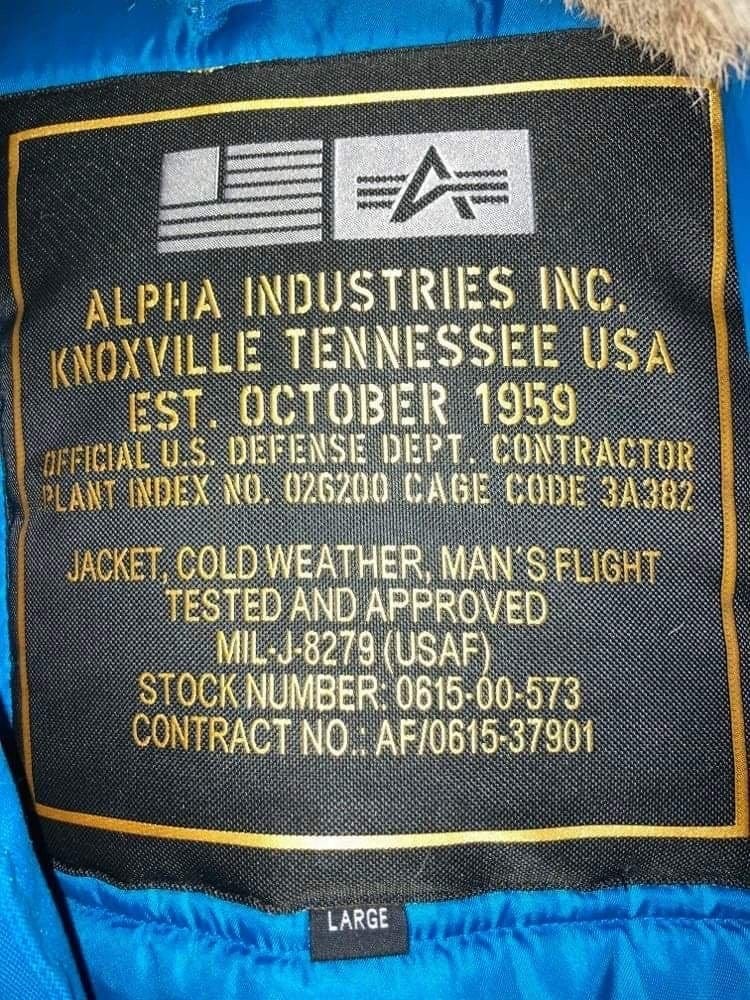 ALPHA INDUSTRIES INC.
KNOXVILLE TENNESSEE USA
EST. OCTOBER 1959
OFFICIAL U.S. DEFENSE DEPT. CONTRACTOR
PLANT INDEX NO. 026200 CAGE CODE 3A382
JACKET, COLD WEATHER, MAN´S FLIGHT
TESTED AND APPROVED
MIL-J-8279 (USAF)
STOCK NUMBER: 0615-00-573
CONTRACT NO.: AF/0615-37901
LARGE